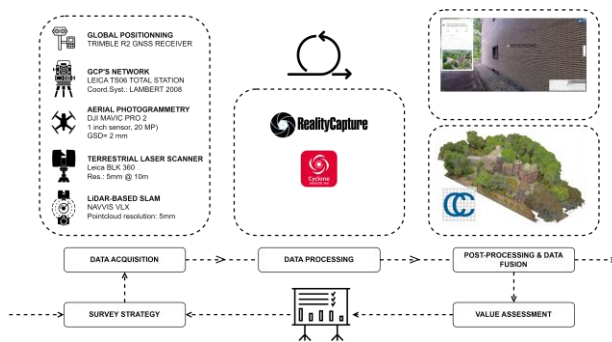 GLOBAL POSITIONNING
TRIMBLE R2 GNSS RECEIVER
GCP'S NETWORK
LEICA TS06 TOTAL STATION
Coord.Syst.: LAMBERT 2008
AERIAL PHOTOGRAMMETRY
DJI MAVIC PRO 2
1 inch sensor, 20 MP)
GSD= 2 mm
TERRESTRIAL LASER SCANNER
Leica BLK 360
Res.: 5mm @ 10m
LiDAR-BASED SLAM
NAVVIS VLX
Pointcloud resolution: 5mm
RealityCapture
Cyclone
CC
DATA ACQUISITION
DATA PROCESSING
POST-PROCESSING & DATA
FUSION
SURVEY STRATEGY
VALUE ASSESSMENT